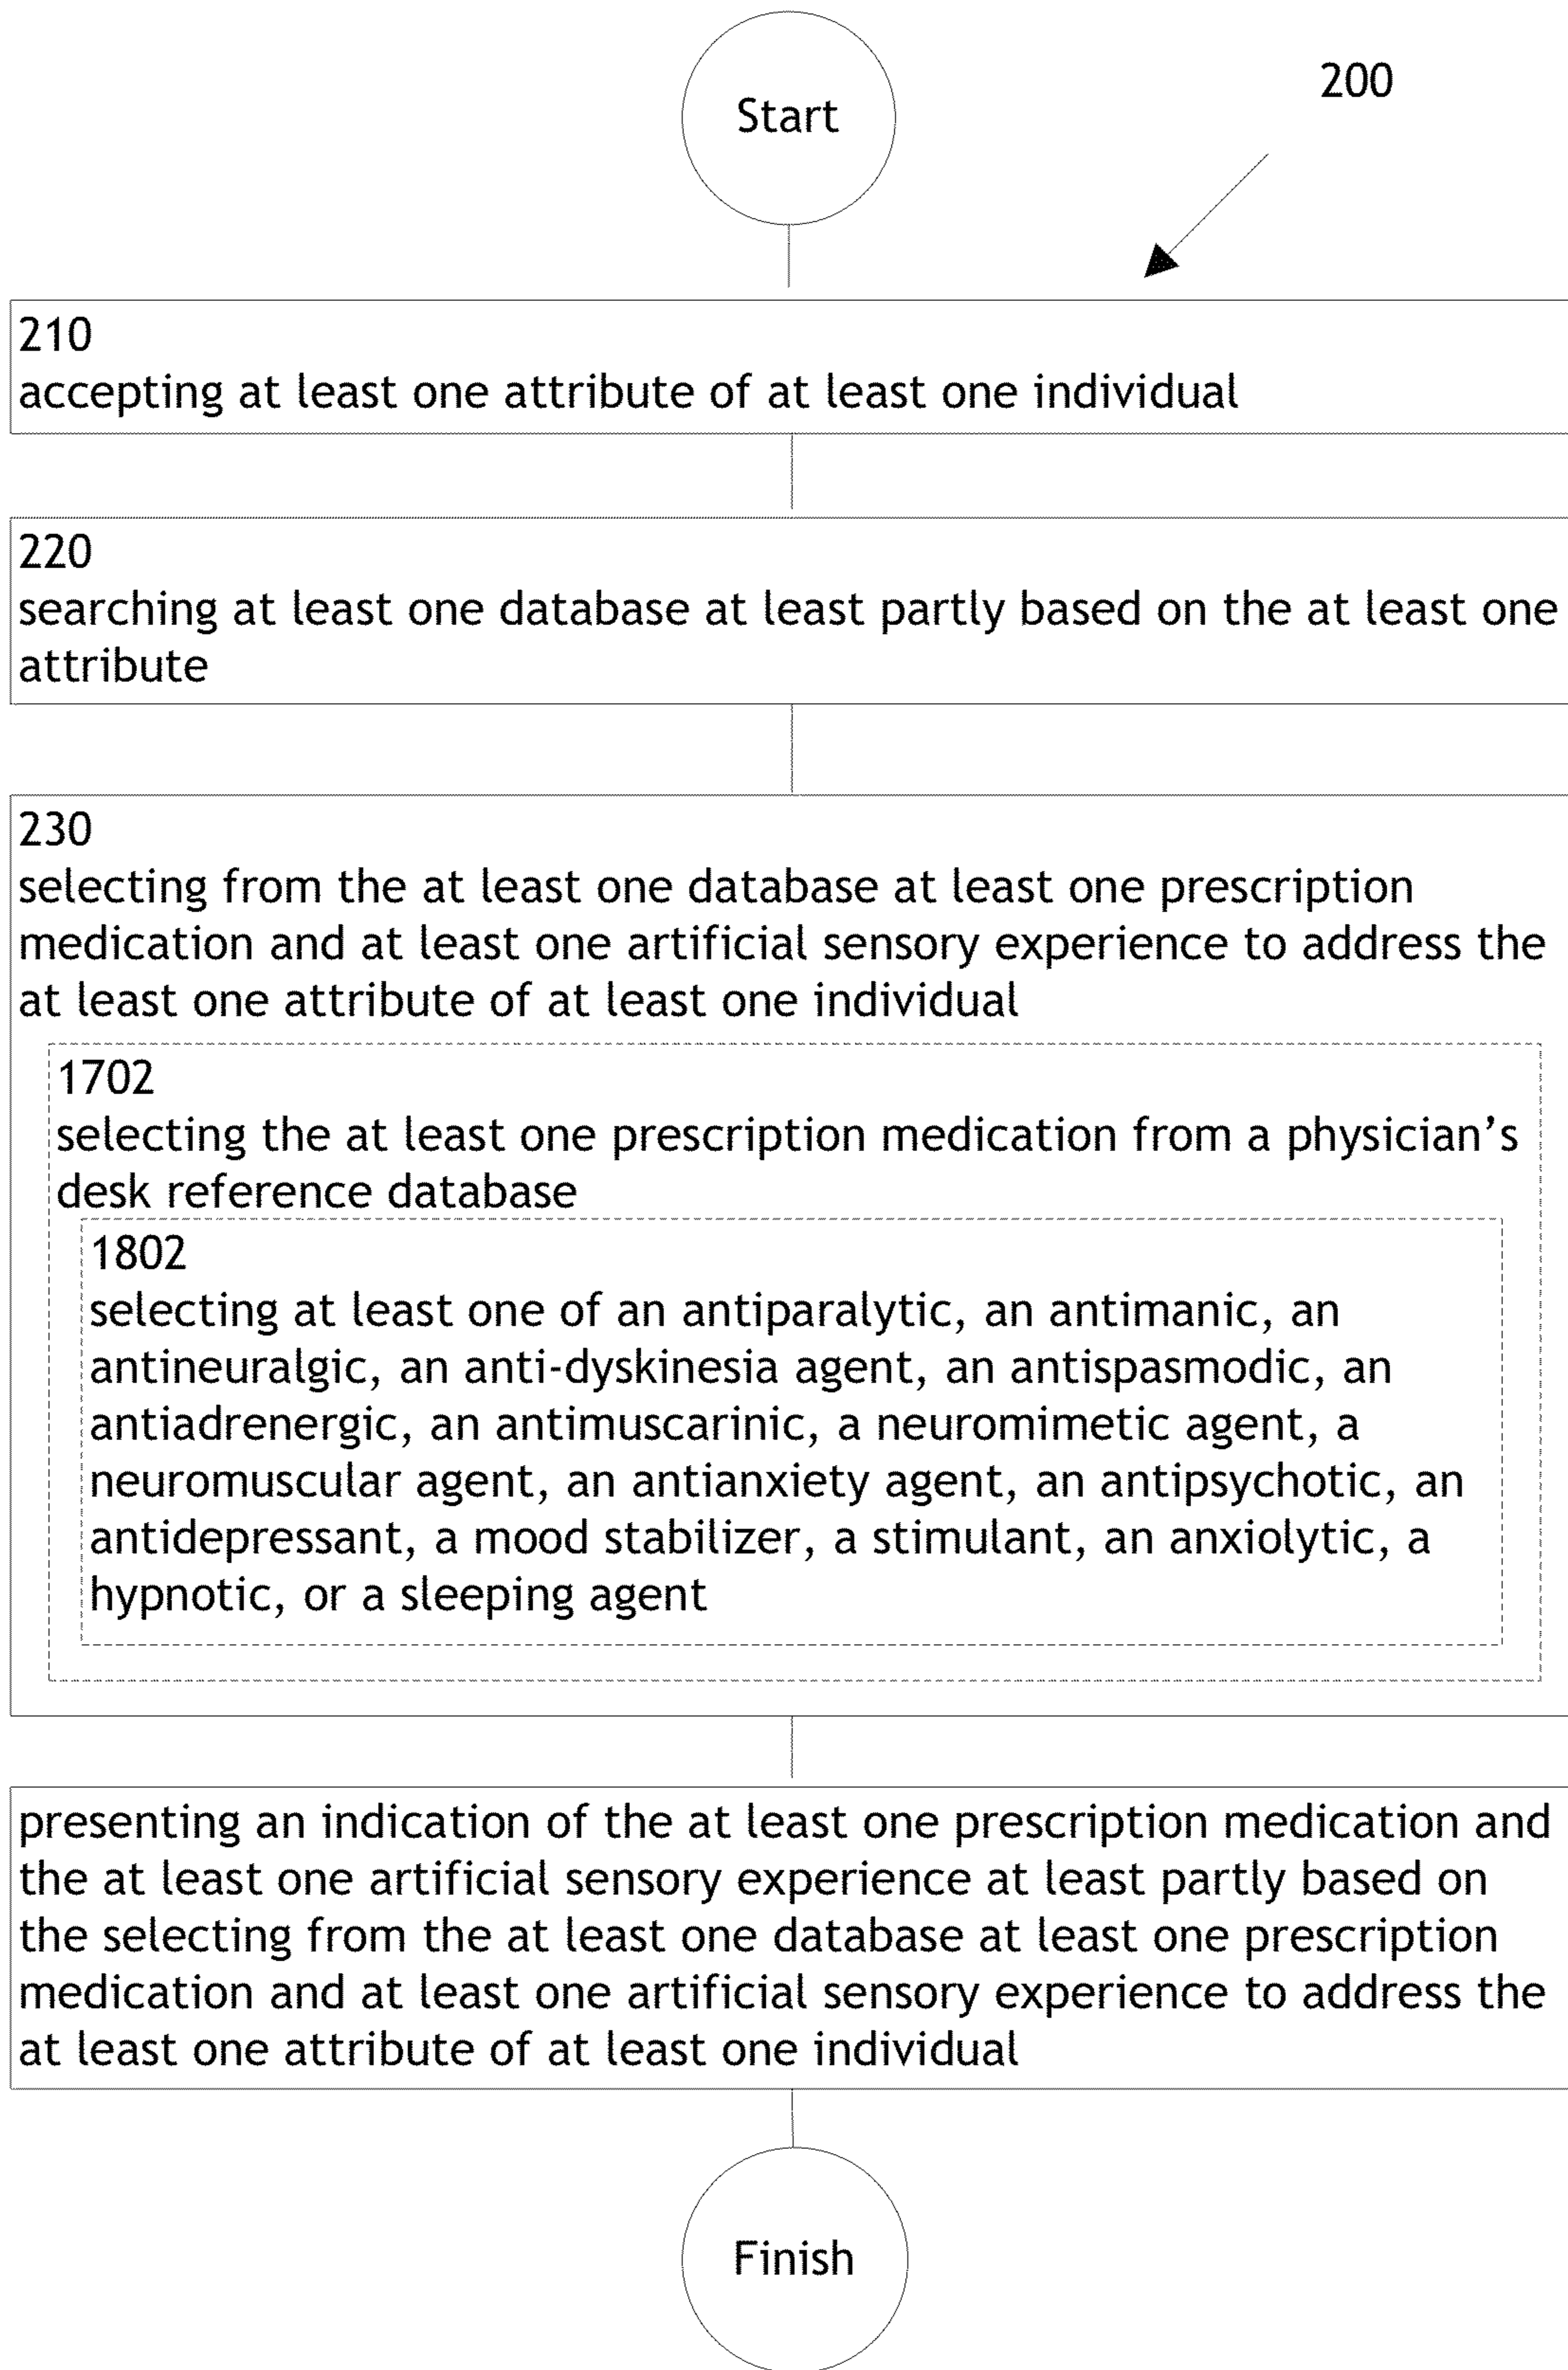 Start
200
210
accepting at least one attribute of at least one individual
220
searching at least one database at least partly based on the at least one
attribute
230
selecting from the at least one database at least one prescription
medication and at least one artificial sensory experience to address the
at least one attribute of at least one individual
1702
selecting the at least one prescription medication from a physician’s
desk reference database
1802
selecting at least one of an antiparalytic, an antimanic, an
antineuralgic, an anti-dyskinesia agent, an antispasmodic, an
antiadrenergic, an antimuscarinic, a neuromimetic agent, a
neuromuscular agent, an antianxiety agent, an antipsychotic, an
antidepressant, a mood stabilizer, a stimulant, an anxiolytic, a
hypnotic, or a sleeping agent
presenting an indication of the at least one prescription medication and
the at least one artificial sensory experience at least partly based on
the selecting from the at least one database at least one prescription
medication and at least one artificial sensory experience to address the
at least one attribute of at least one individual
Finish